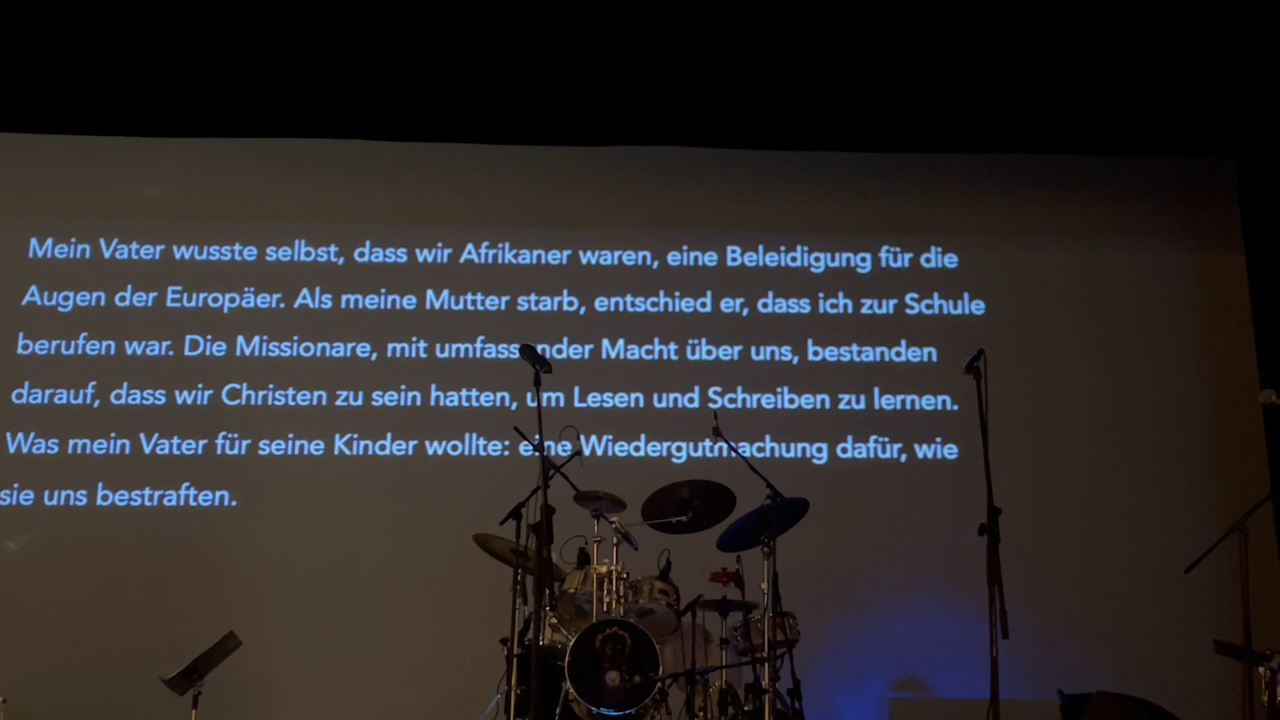 Mein Vater wusste selbst, dass wir Afrikaner waren, eine Beleidigung für die
Augen der Europäer. Als meine Mutter starb, entschied er, dass ich zur Schule
berufen war. Die Missionare, mit umfassender Macht über uns, bestanden
darauf, dass wir Christen zu sein hatten, um Lesen und Schreiben zu lernen.
Was mein Vater für seine Kinder wollte: eine Wiedergutmachung dafür, wie
sie uns bestraften.